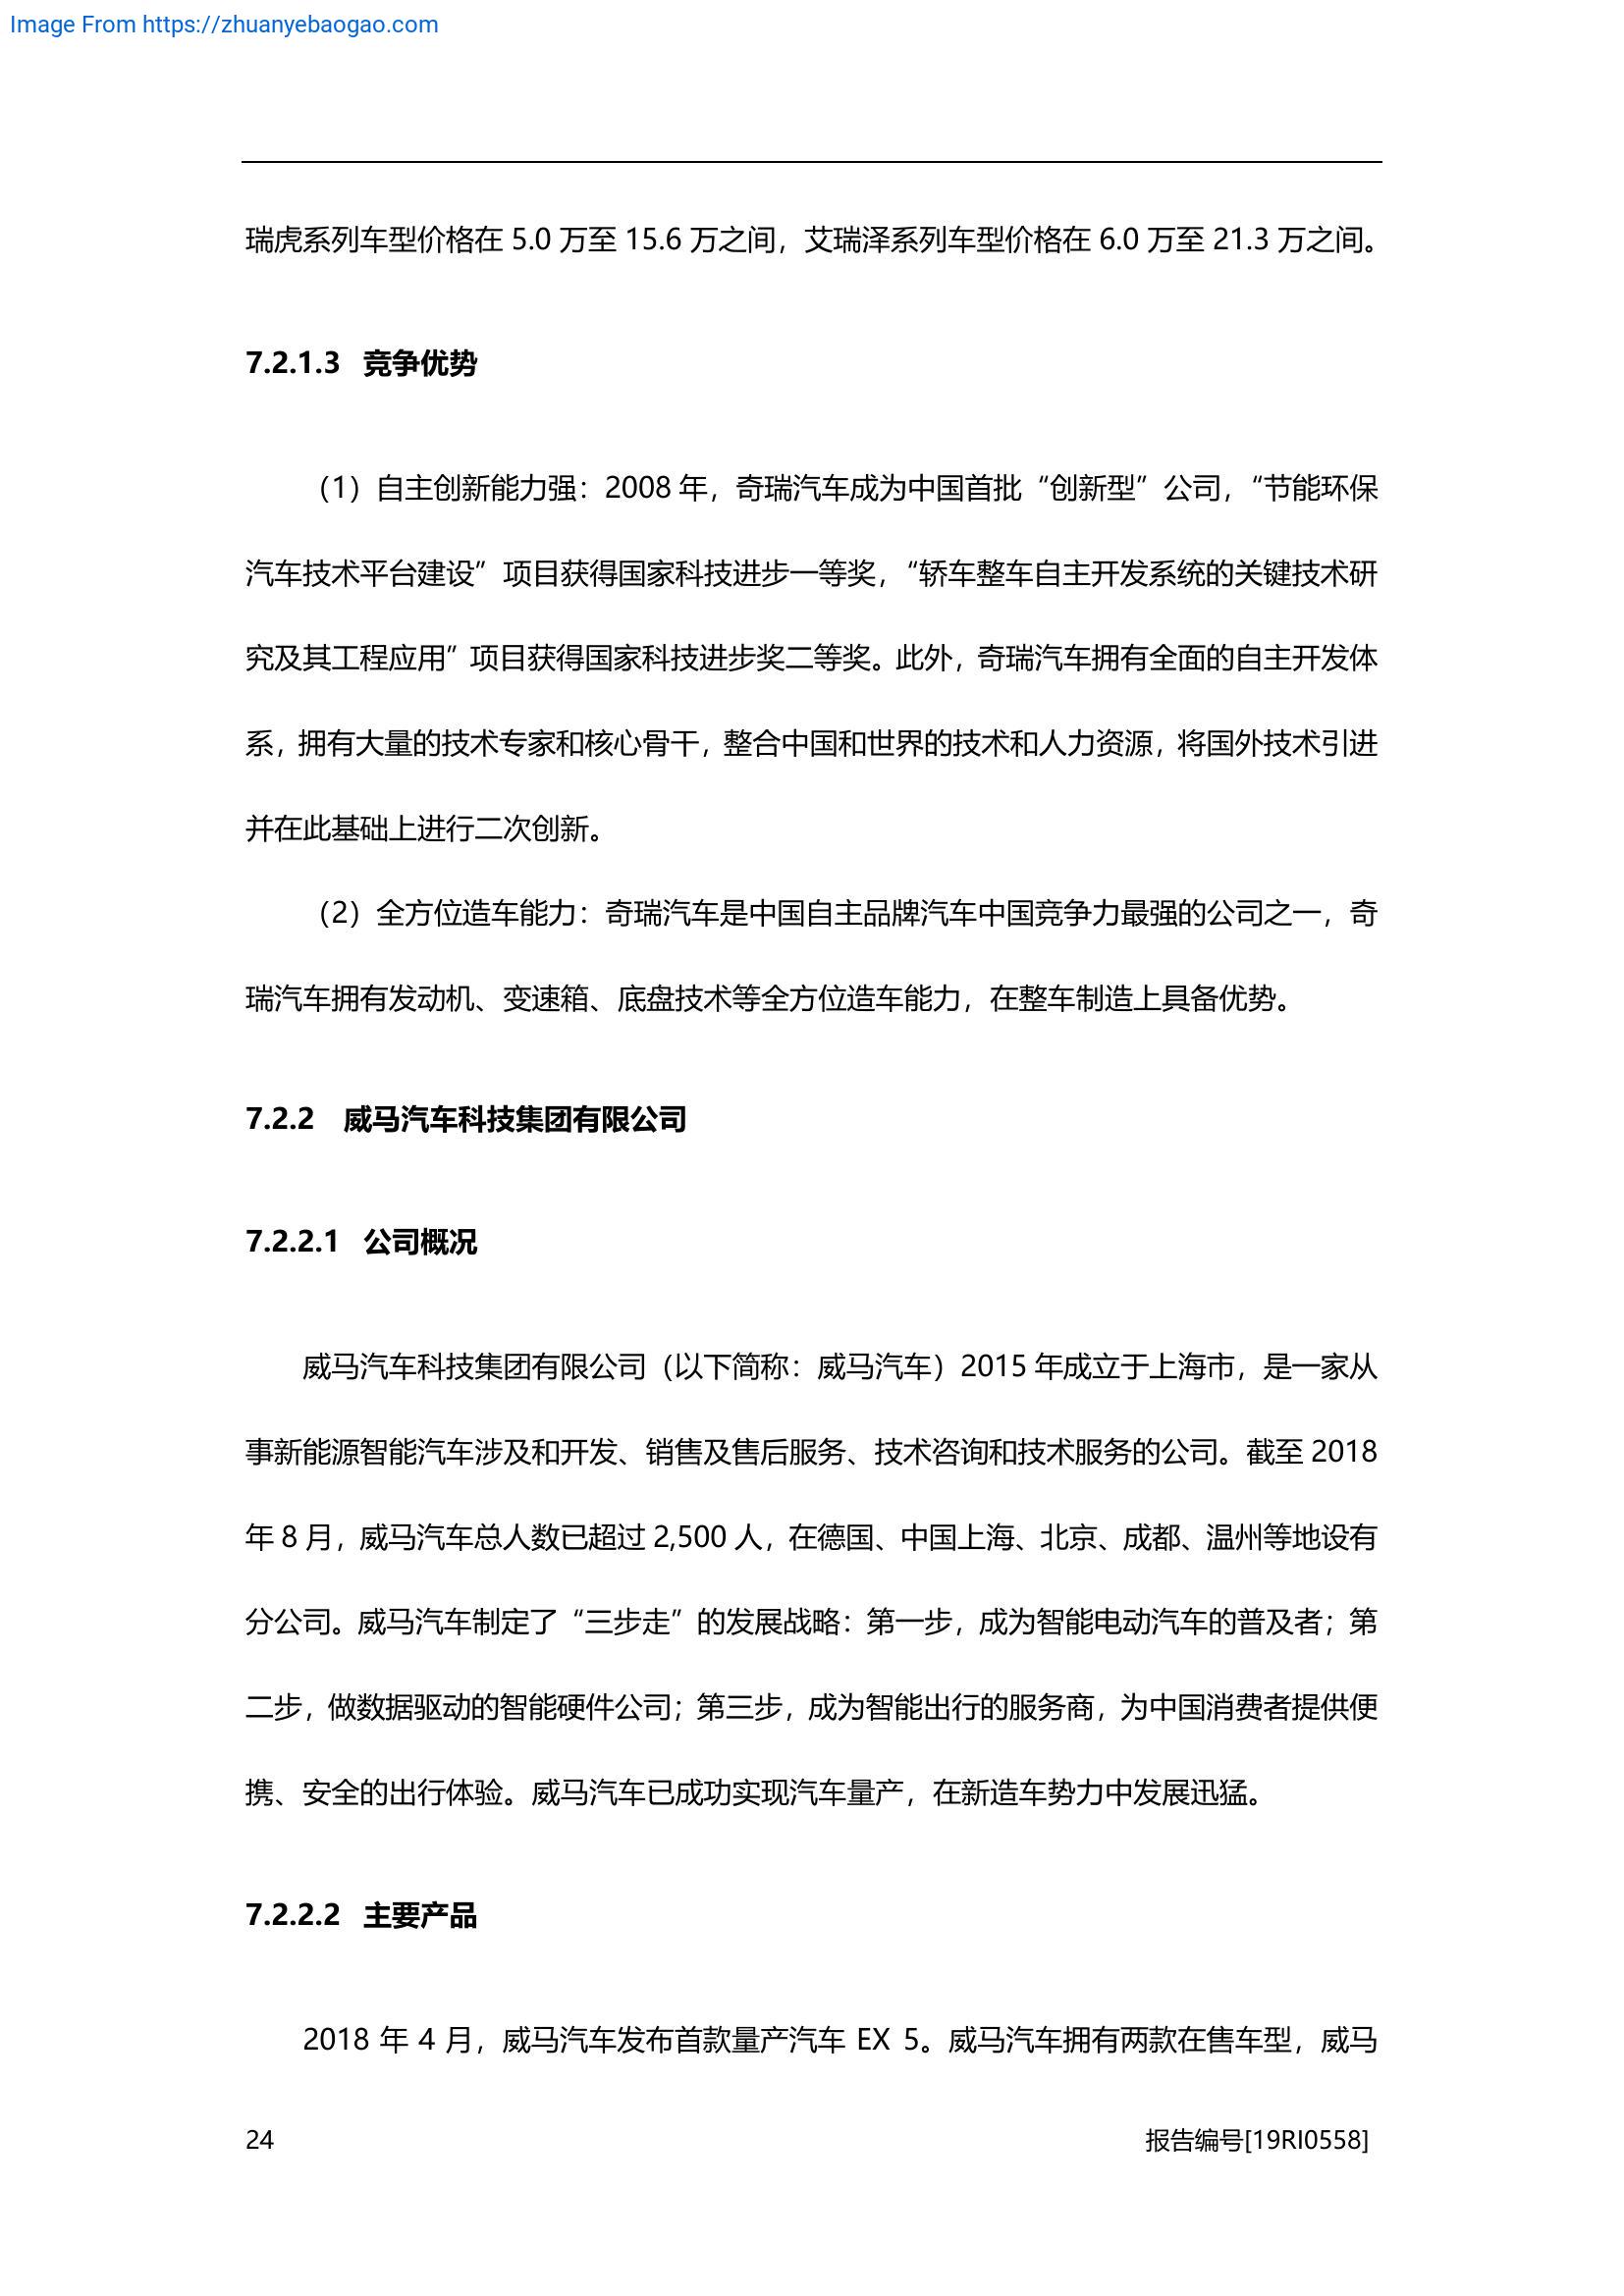 Image From https://zhuanyebaogao.com
瑞虎系列车型价格在 5.0 万至 15.6 万之间，艾瑞泽系列车型价格在 6.0 万至 21.3 万之间。
7.2.1.3 竞争优势
（1）自主创新能力强：2008 年，奇瑞汽车成为中国首批“创新型”公司，“节能环保
汽车技术平台建设”项目获得国家科技进步一等奖，“轿车整车自主开发系统的关键技术研
究及其工程应用”项目获得国家科技进步奖二等奖。此外，奇瑞汽车拥有全面的自主开发体
系，拥有大量的技术专家和核心骨干，整合中国和世界的技术和人力资源，将国外技术引进
并在此基础上进行二次创新。
（2）全方位造车能力：奇瑞汽车是中国自主品牌汽车中国竞争力最强的公司之一，奇
瑞汽车拥有发动机、变速箱、底盘技术等全方位造车能力，在整车制造上具备优势。
7.2.2 威马汽车科技集团有限公司
7.2.2.1 公司概况
威马汽车科技集团有限公司（以下简称：威马汽车）2015 年成立于上海市，是一家从
事新能源智能汽车涉及和开发、销售及售后服务、技术咨询和技术服务的公司。截至 2018
年 8 月，威马汽车总人数已超过 2,500 人，在德国、中国上海、北京、成都、温州等地设有
分公司。威马汽车制定了“三步走”的发展战略：第一步，成为智能电动汽车的普及者；第
二步，做数据驱动的智能硬件公司；第三步，成为智能出行的服务商，为中国消费者提供便
携、安全的出行体验。威马汽车已成功实现汽车量产，在新造车势力中发展迅猛。
7.2.2.2 主要产品
2018 年 4 月，威马汽车发布首款量产汽车 EX 5。威马汽车拥有两款在售车型，威马
24
报告编号[19RI0558]